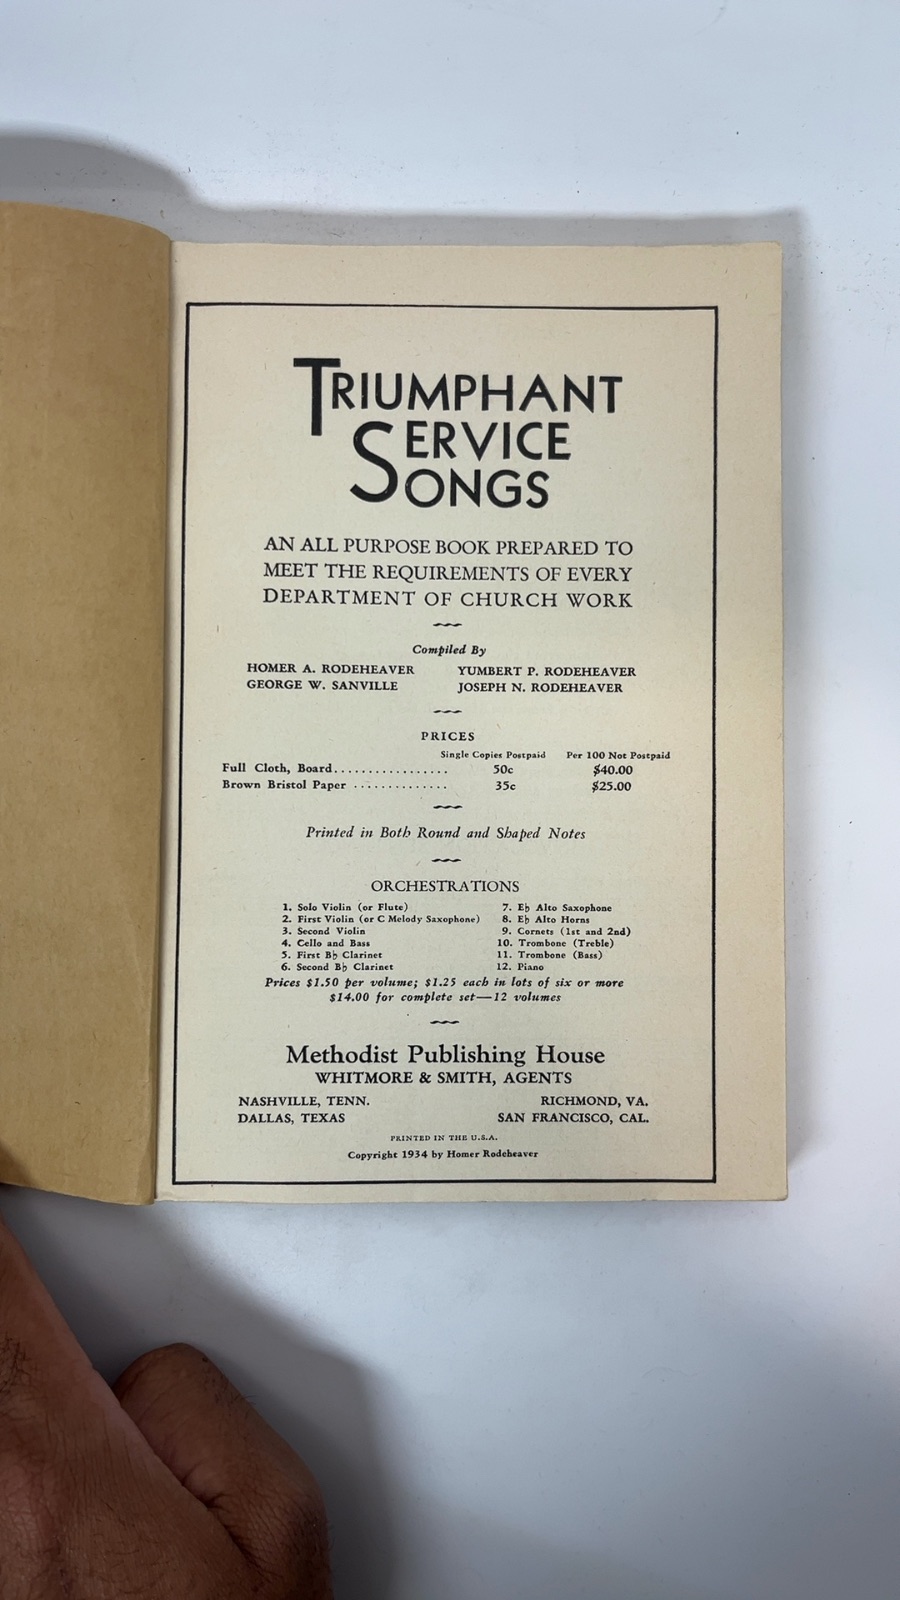 TRIUMPHANT
SERVICE
SONGS
AN ALL PURPOSE BOOK PREPARED TO
MEET THE REQUIREMENTS OF EVERY
DEPARTMENT OF CHURCH WORK
Compiled By
HOMER A. RODEHEAVER YUMBERT P. RODEHEAVER
GEORGE W. SANVILLE JOSEPH N. RODEHEAVER
PRICES
Single Copies Postpaid Per 100 Not Postpaid
Full Cloth, Board................. 50c $40.00
Brown Bristol Paper .............. 35c $25.00
Printed in Both Round and Shaped Notes
ORCHESTRATIONS
1. Solo Violin (or Flute) 7. E♭ Alto Saxophone
2. First Violin (or C Melody Saxophone) 8. E♭ Alto Horns
3. Second Violin 9. Cornets (1st and 2nd)
4. Cello and Bass 10. Trombone (Treble)
5. First B♭ Clarinet 11. Trombone (Bass)
6. Second B♭ Clarinet 12. Piano
Prices $1.50 per volume; $1.25 each in lots of six or more
$14.00 for complete set—12 volumes
Methodist Publishing House
WHITMORE & SMITH, AGENTS
NASHVILLE, TENN. RICHMOND, VA.
DALLAS, TEXAS SAN FRANCISCO, CAL.
PRINTED IN THE U.S.A.
Copyright 1934 by Homer Rodeheaver